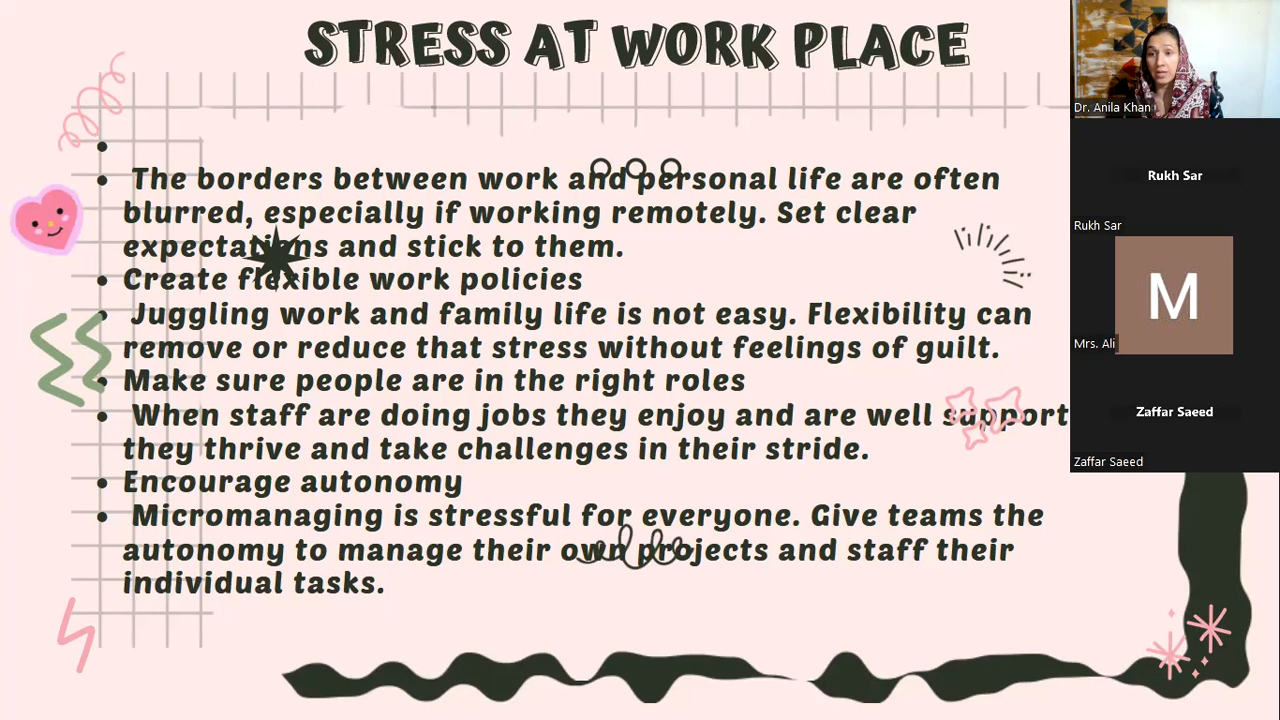 STRESS AT WORK PLACE
• 
• The borders between work and personal life are often
blurred, especially if working remotely. Set clear
expectations and stick to them.
• Create flexible work policies
• Juggling work and family life is not easy. Flexibility can
remove or reduce that stress without feelings of guilt.
• Make sure people are in the right roles
• When staff are doing jobs they enjoy and are well support
they thrive and take challenges in their stride.
• Encourage autonomy
• Micromanaging is stressful for everyone. Give teams the
autonomy to manage their own projects and staff their
individual tasks.
Dr. Anila Khan
Rukh Sar
Rukh Sar
M
Mrs. Ali
Zaffar Saeed
Zaffar Saeed